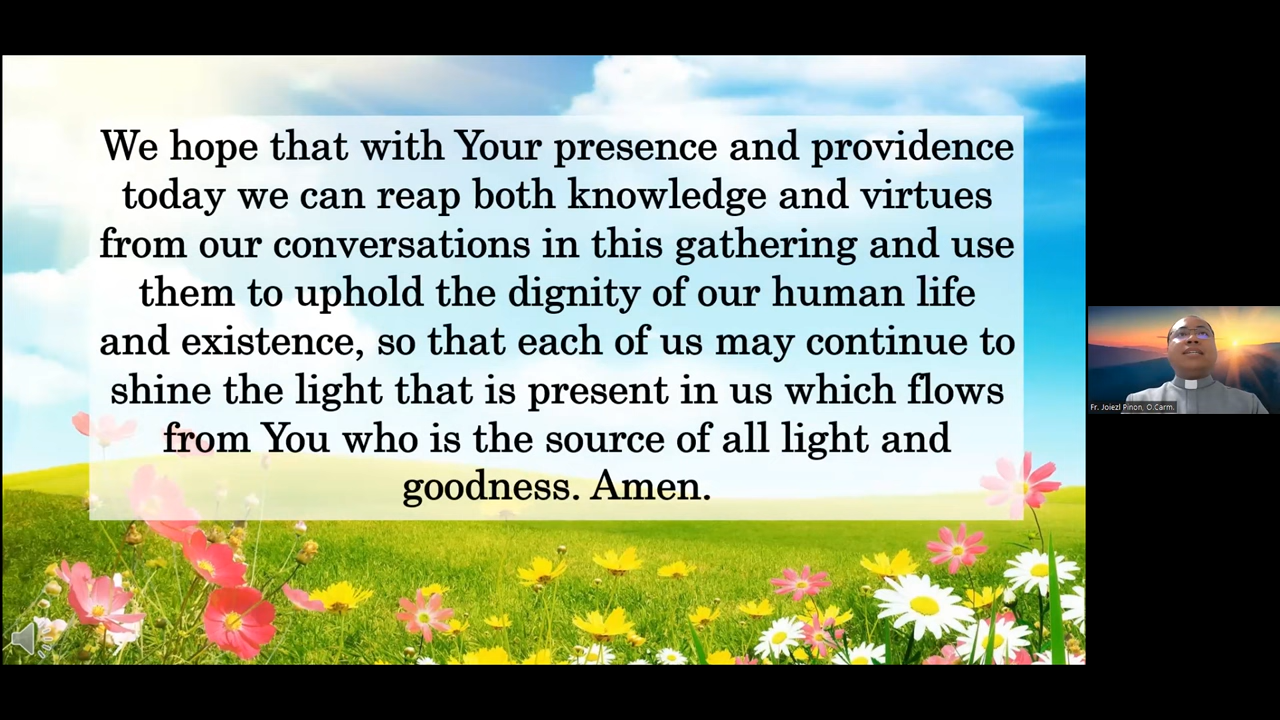 We hope that with Your presence and providence
today we can reap both knowledge and virtues
from our conversations in this gathering and use
them to uphold the dignity of our human life
and existence, so that each of us may continue to
shine the light that is present in us which flows
from You who is the source of all light and
goodness. Amen.
Fr. Joiezl Pinon, O.Carm.